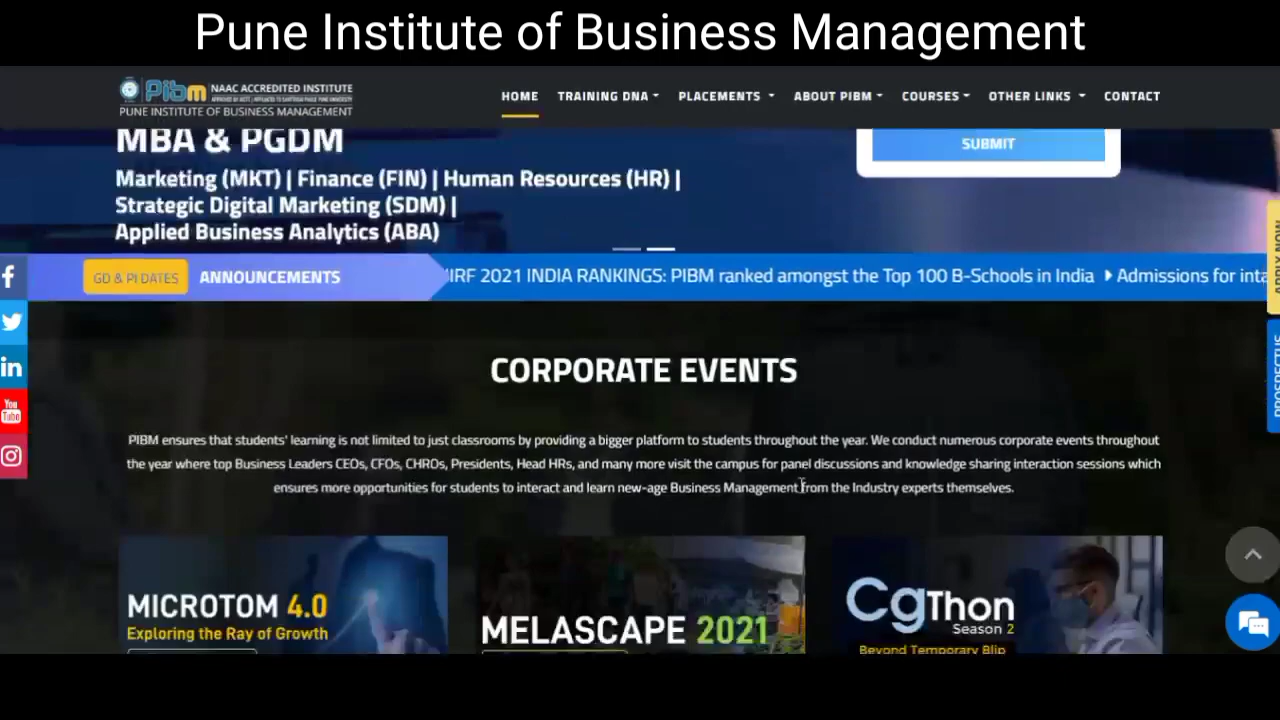 Pune Institute of Business Management
Pibm NAAC ACCREDITED INSTITUTE
PUNE INSTITUTE OF BUSINESS MANAGEMENT
HOME TRAINING DNA PLACEMENTS ABOUT PIBM COURSES OTHER LINKS CONTACT
MBA & PGDM
SUBMIT
Marketing (MKT) | Finance (FIN) | Human Resources (HR) |
Strategic Digital Marketing (SDM) |
Applied Business Analytics (ABA)
APPLY NOW
GD & PI DATES ANNOUNCEMENTS IRF 2021 INDIA RANKINGS: PIBM ranked amongst the Top 100 B-Schools in India Admissions for inta
PROSPECTUS
You
Tube
CORPORATE EVENTS
PIBM ensures that students' learning is not limited to just classrooms by providing a bigger platform to students throughout the year. We conduct numerous corporate events throughout
the year where top Business Leaders CEOs, CFOs, CHROs, Presidents, Head HRs, and many more visit the campus for panel discussions and knowledge sharing interaction sessions which
ensures more opportunities for students to interact and learn new-age Business Management from the Industry experts themselves.
MICROTOM 4.0
Exploring the Ray of Growth
MELASCAPE 2021
CgThon
Season 2
Beyond Temporary Blip